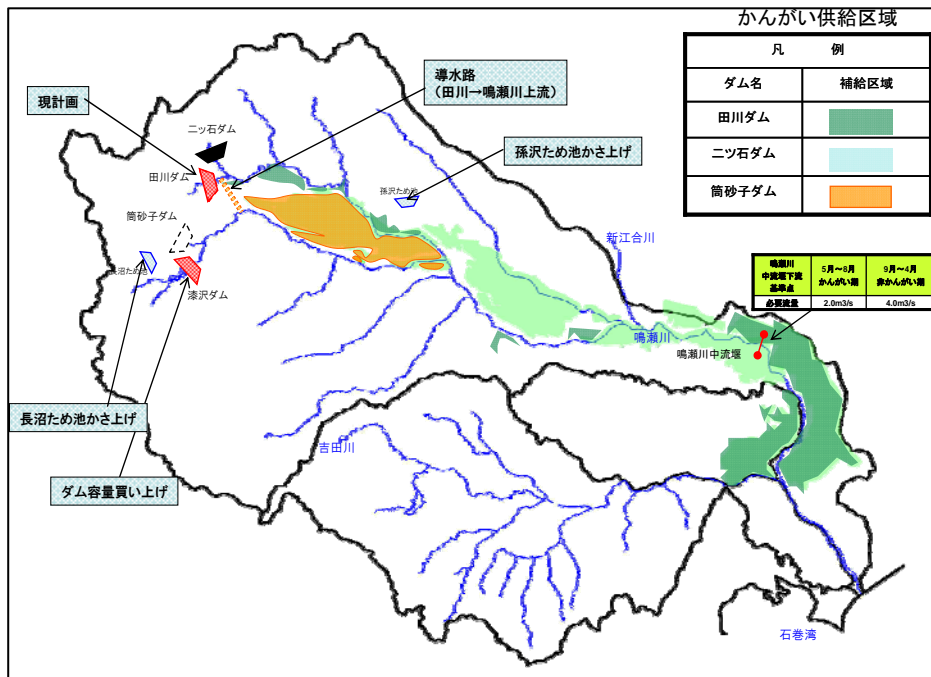 かんがい供給区域
凡　　例
ダム名　補給区域
田川ダム
二ッ石ダム
筒砂子ダム
導水路
（田川→鳴瀬川上流）
現計画
二ッ石ダム
孫沢ため池かさ上げ
田川ダム
孫沢ため池
筒砂子ダム
新江合川
長沼ため池
漆沢ダム
鳴瀬川
中流堰下流
基準点
5月～8月
かんがい期
9月～4月
非かんがい期
必要流量　2.0m3/s　4.0m3/s
鳴瀬川
鳴瀬川中流堰
長沼ため池かさ上げ
吉田川
ダム容量買い上げ
石巻湾